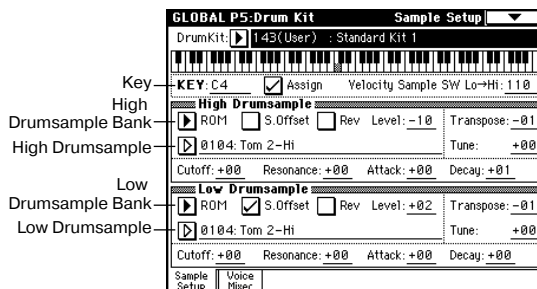 GLOBAL P5:Drum Kit Sample Setup
DrumKit: 143(User) : Standard Kit 1
Key
KEY: C4 Assign Velocity Sample SW Lo→Hi: 110
High Drumsample
High Drumsample Bank
ROM S.Offset Rev Level: -10 Transpose: -01
High Drumsample
0104: Tom 2-Hi Tune: +00
Cutoff: +00 Resonance: +00 Attack: +00 Decay: +01
Low Drumsample
Low Drumsample Bank
ROM S.Offset Rev Level: +02 Transpose: -01
Low Drumsample
0104: Tom 2-Hi Tune: +00
Cutoff: +00 Resonance: +00 Attack: +00 Decay: +00
Sample Setup Voice Mixer